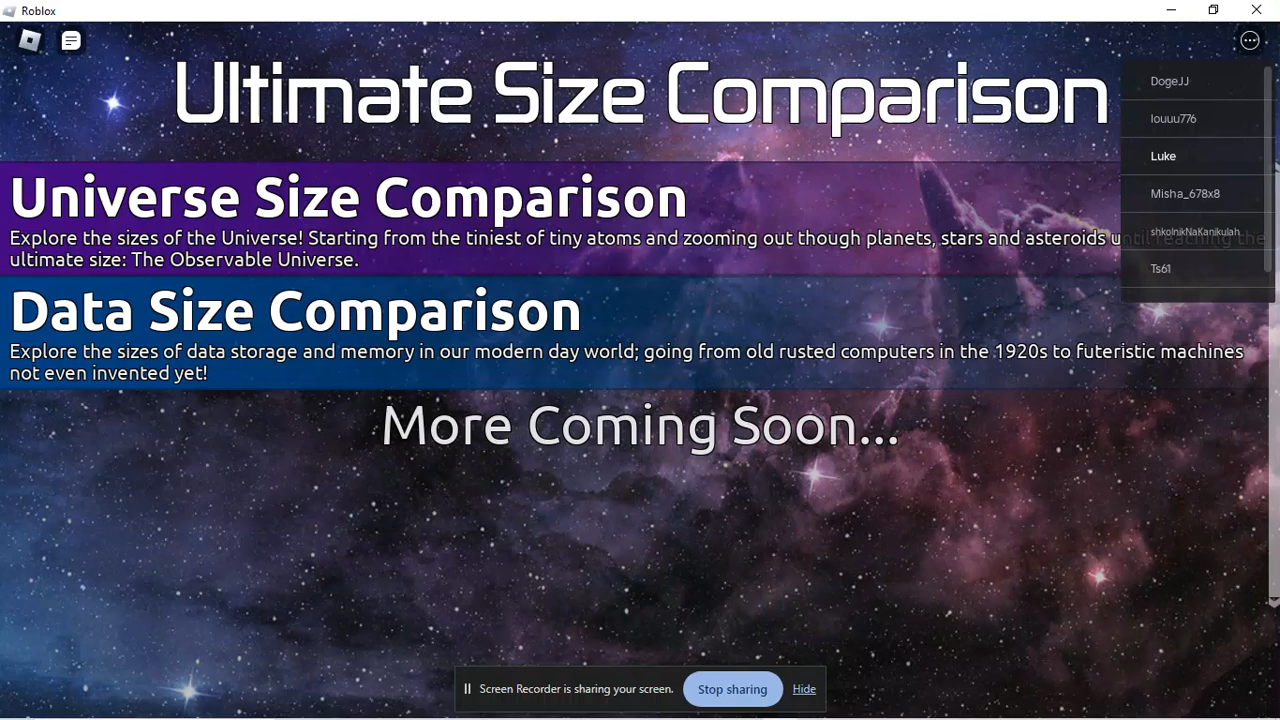 Roblox
Ultimate Size Comparison
DogeJJ
louuu776
Luke
Misha_678x8
shkolnikNaKanikulah
Ts61
Universe Size Comparison
Explore the sizes of the Universe! Starting from the tiniest of tiny atoms and zooming out though planets, stars and asteroids until reaching the
ultimate size: The Observable Universe.
Data Size Comparison
Explore the sizes of data storage and memory in our modern day world; going from old rusted computers in the 1920s to futeristic machines
not even invented yet!
More Coming Soon...
Screen Recorder is sharing your screen. Stop sharing Hide